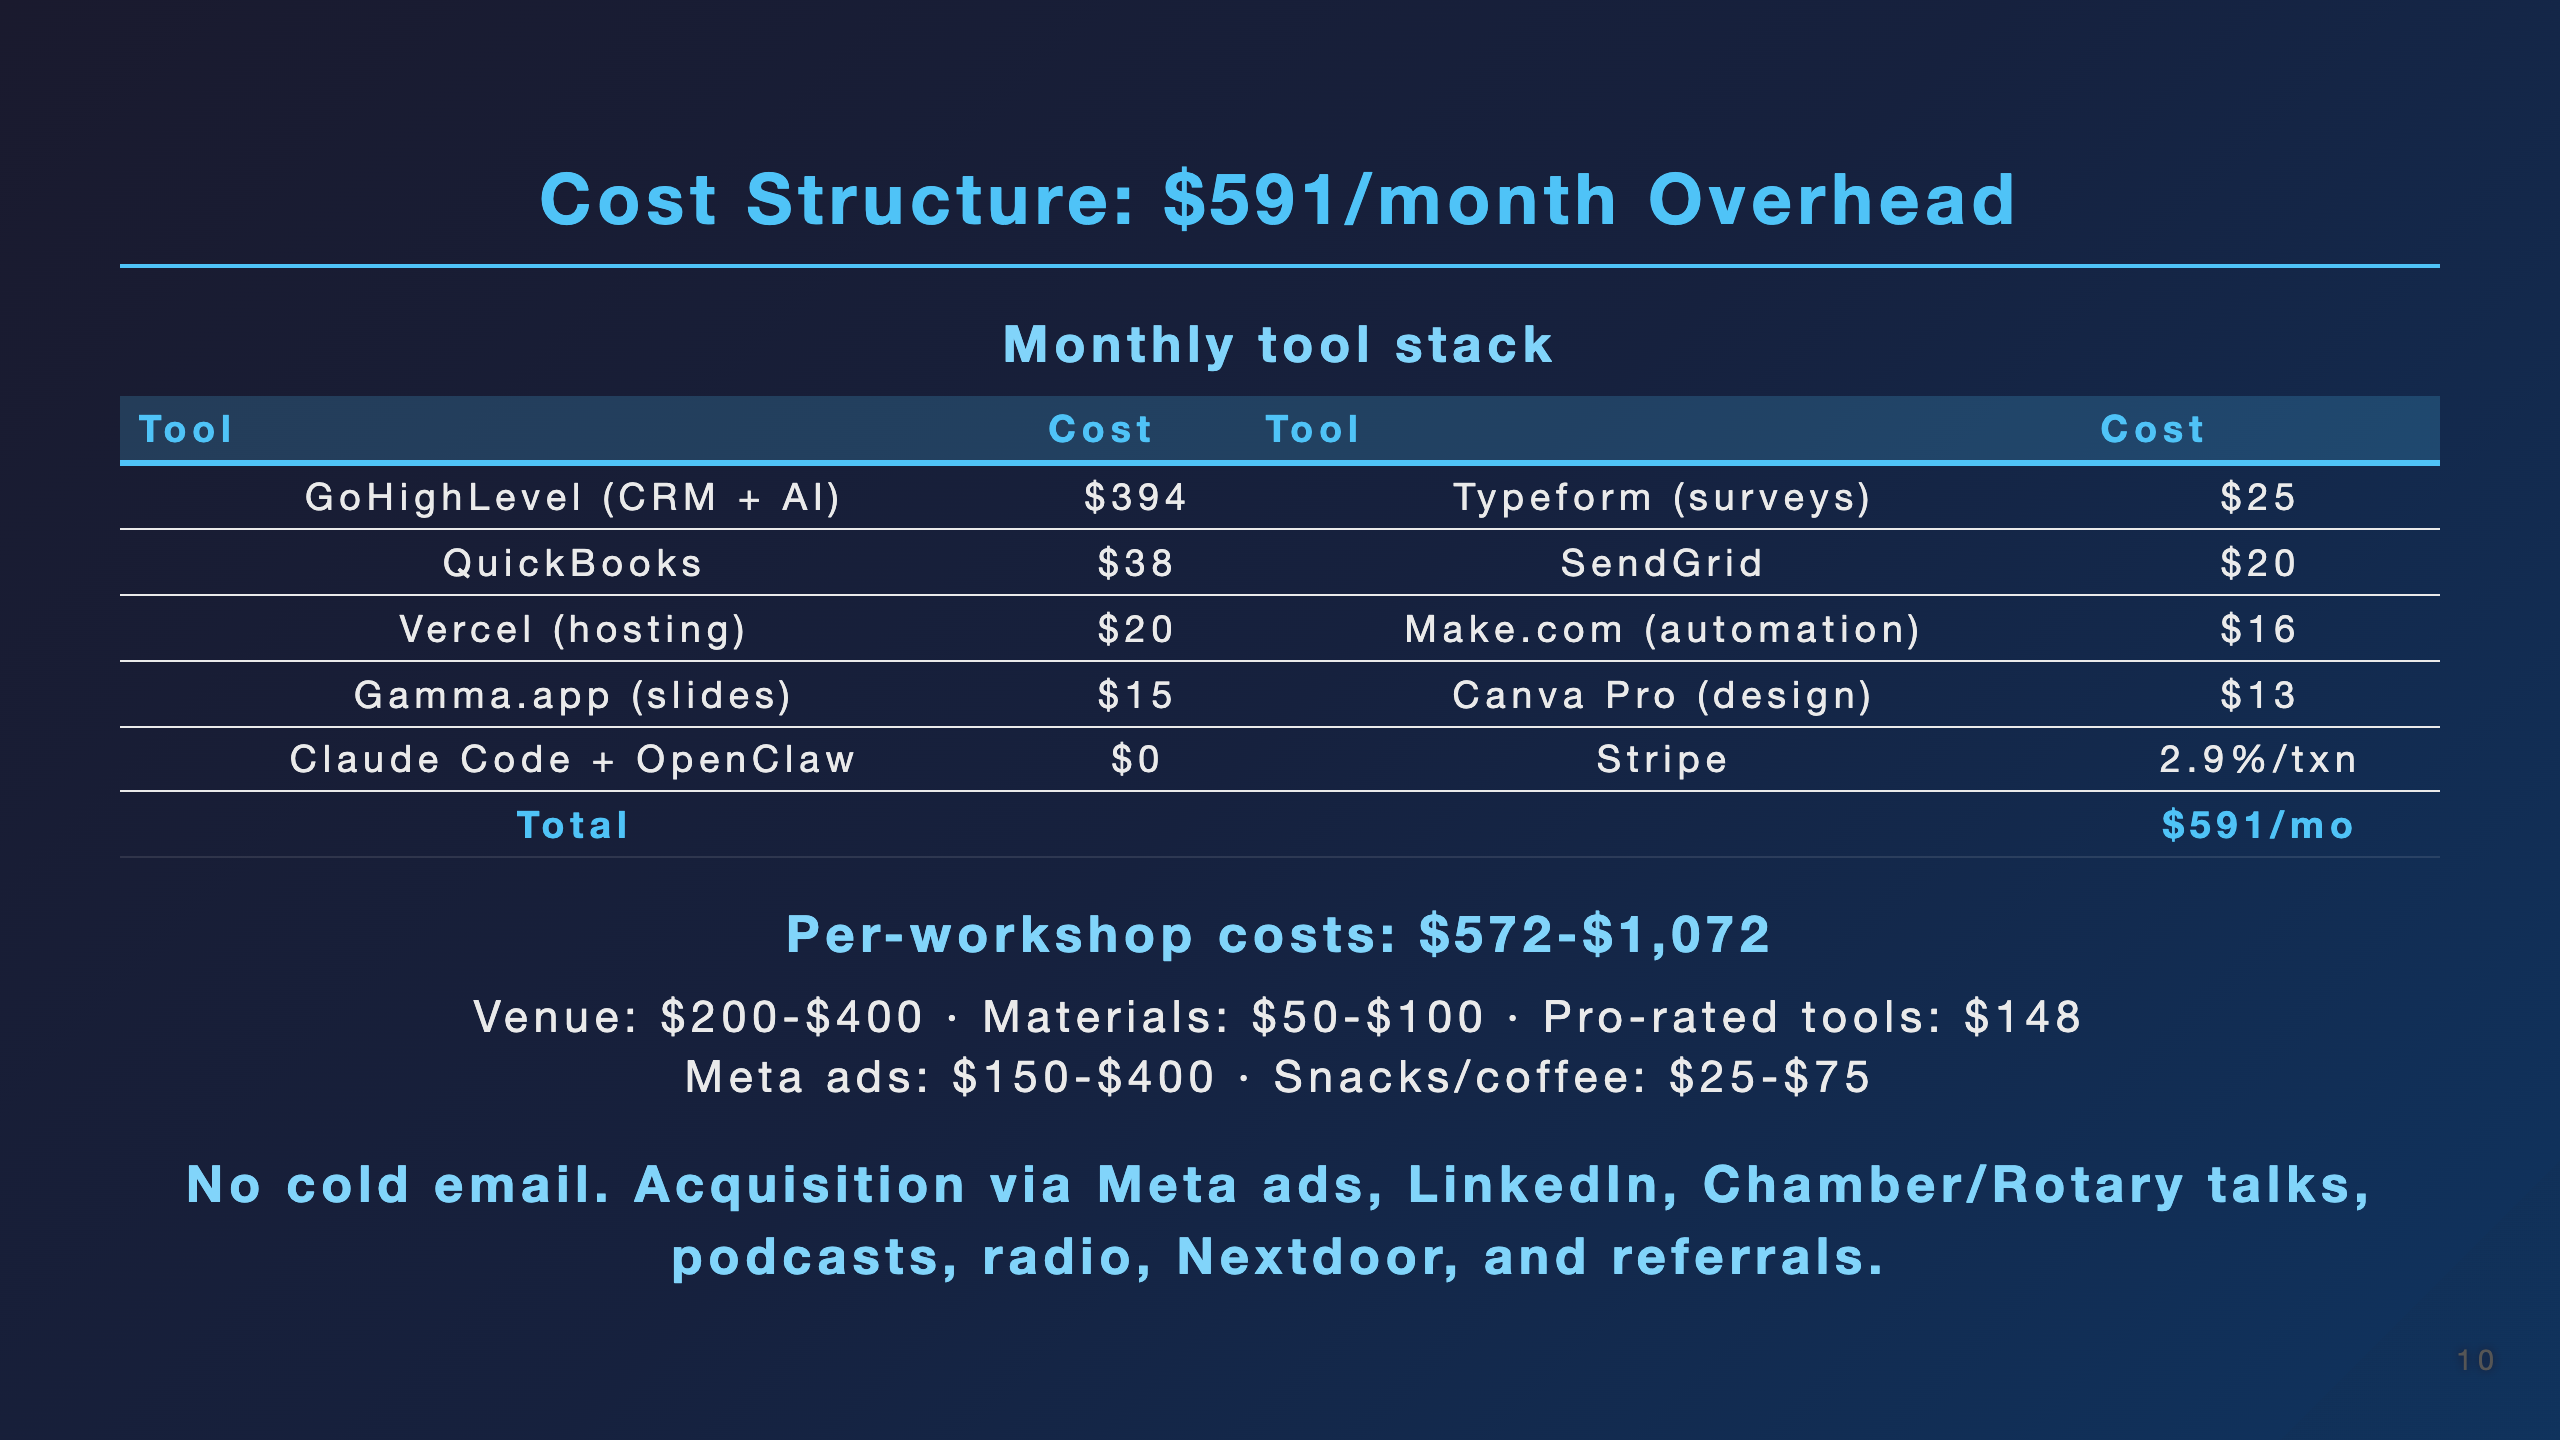 Cost Structure: $591/month Overhead
Monthly tool stack
Tool Cost Tool Cost
GoHighLevel (CRM + AI) $394 Typeform (surveys) $25
QuickBooks $38 SendGrid $20
Vercel (hosting) $20 Make.com (automation) $16
Gamma.app (slides) $15 Canva Pro (design) $13
Claude Code + OpenClaw $0 Stripe 2.9%/txn
Total $591/mo
Per-workshop costs: $572-$1,072
Venue: $200-$400 · Materials: $50-$100 · Pro-rated tools: $148
Meta ads: $150-$400 · Snacks/coffee: $25-$75
No cold email. Acquisition via Meta ads, LinkedIn, Chamber/Rotary talks,
podcasts, radio, Nextdoor, and referrals.
10